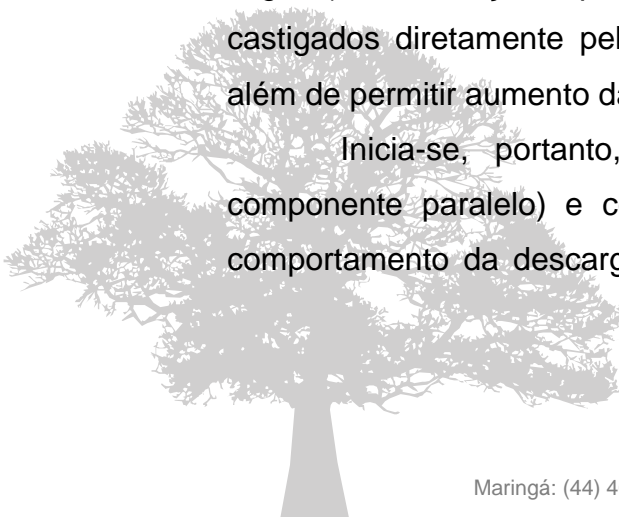 castigados diretamente pel
além de permitir aumento da
Inicia-se, portanto,
componente paralelo) e c
comportamento da descarg
Maringá: (44) 4